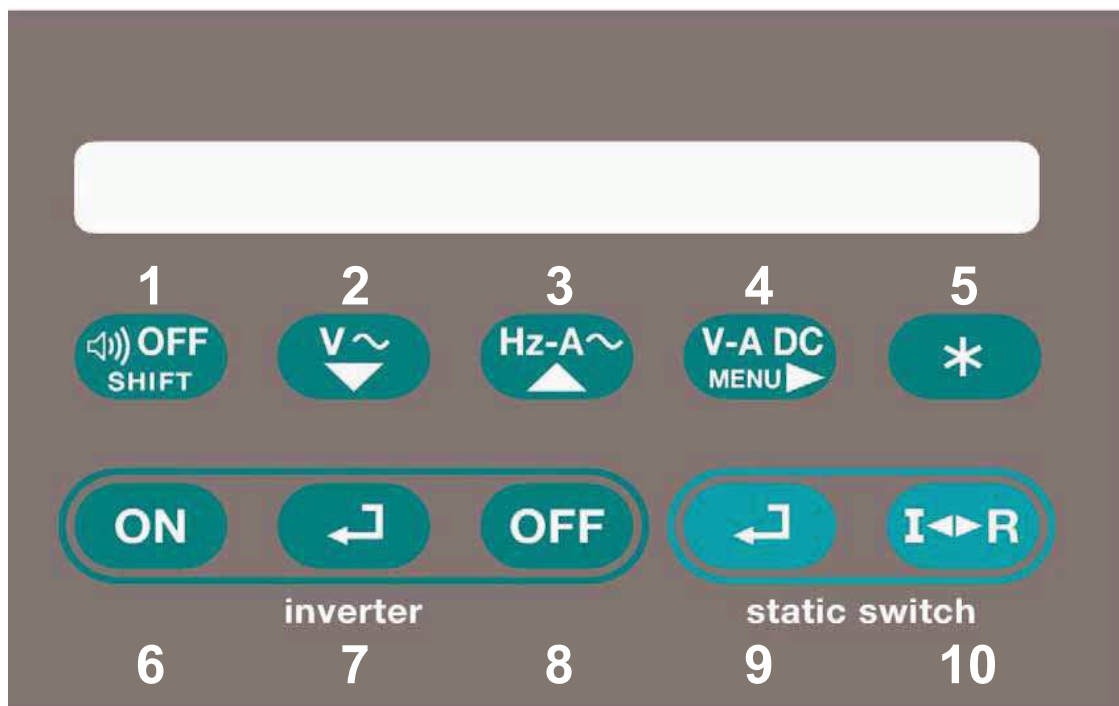 1 2 3 4 5
OFF V~ Hz-A~ V-A DC *
SHIFT MENU
ON OFF I R
inverter static switch
6 7 8 9 10